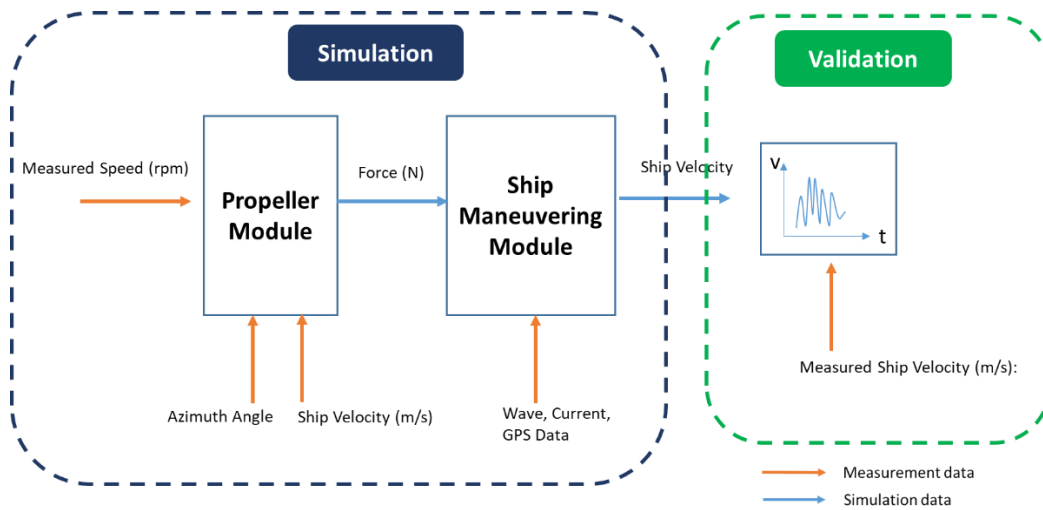 Simulation
Validation
Measured Speed (rpm)
Propeller
Module
Force (N)
Ship
Maneuvering
Module
Ship Velocity
v
t
Azimuth Angle
Ship Velocity (m/s)
Wave, Current,
GPS Data
Measured Ship Velocity (m/s):
Measurement data
Simulation data